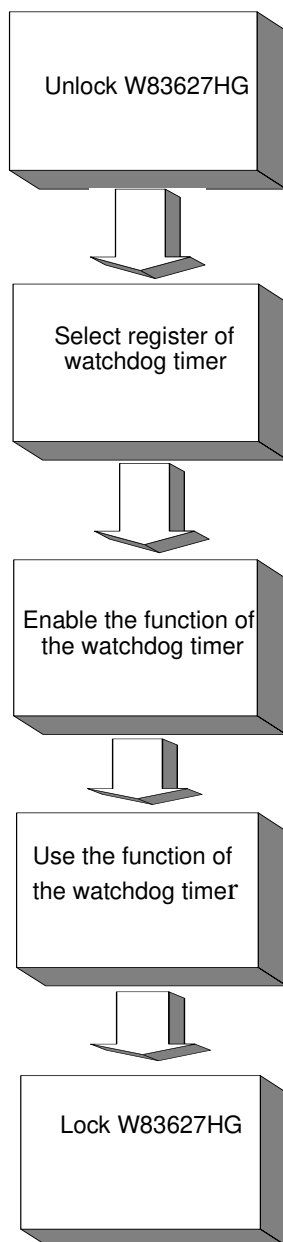 Unlock W83627HG
Select register of
watchdog timer
Enable the function of
the watchdog timer
Use the function of
the watchdog timer
Lock W83627HG